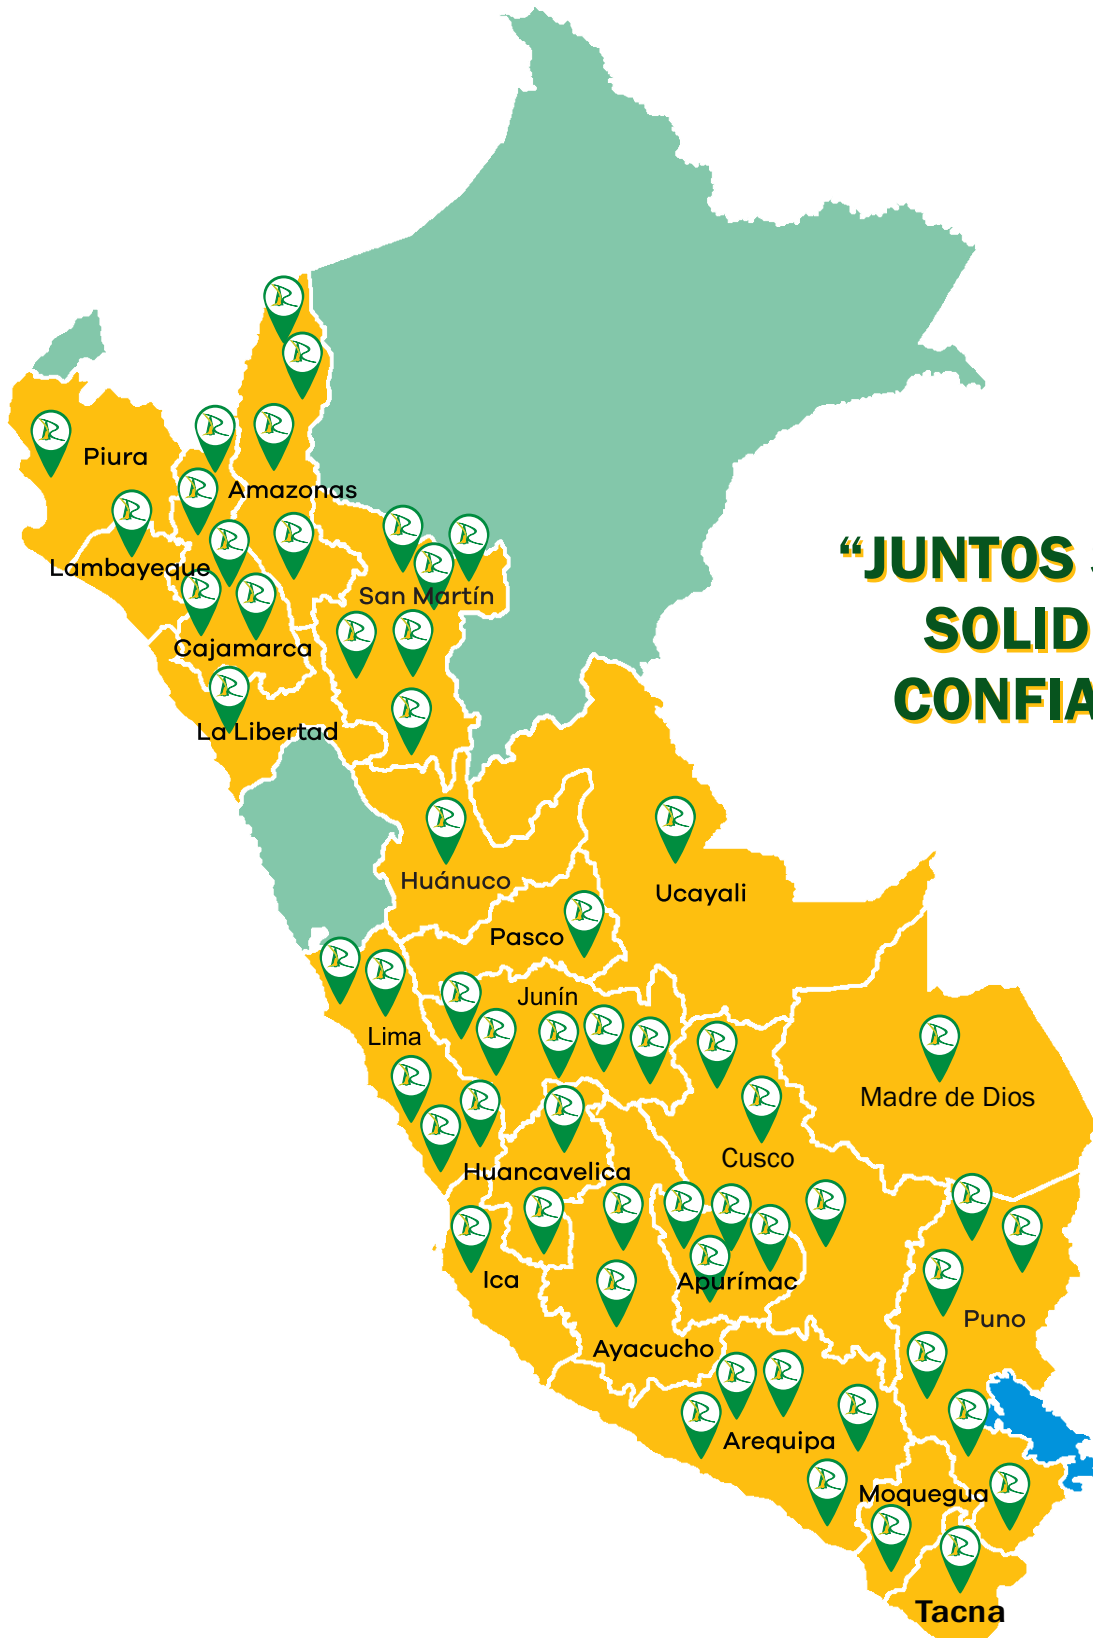 Piura
Amazonas
Lambayeque
San Martín
Cajamarca
La Libertad
"JUNTOS
SOLID
CONFIA
Huánuco
Ucayali
Pasco
Junín
Lima
Madre de Dios
Cusco
Huancavelica
Ica
Apurímac
Puno
Ayacucho
Arequipa
Moquegua
Tacna